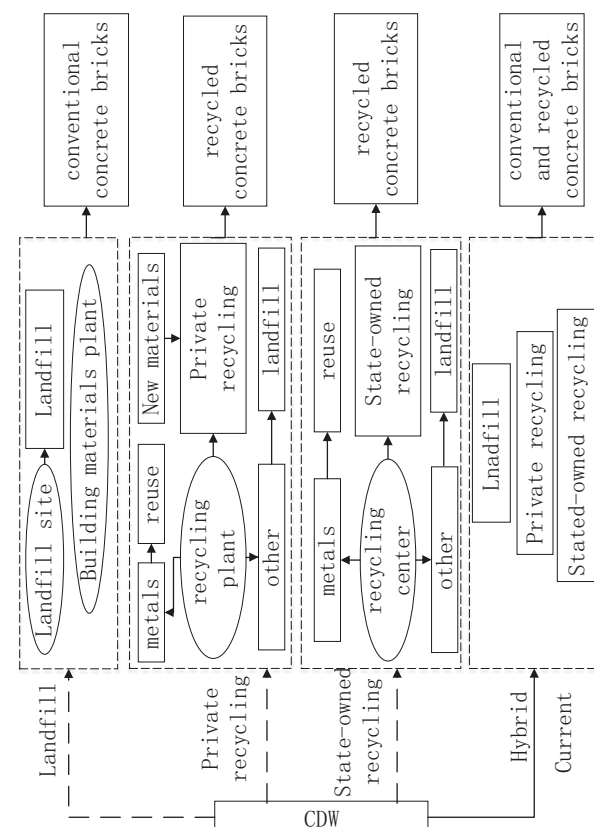 CDW
Landfill
Landfill site
Landfill
Building materials plant
conventional
concrete bricks
Private
recycling
metals
reuse
New materials
recycling
plant
Private
recycling
other
landfill
recycled
concrete bricks
State-owned
recycling
metals
reuse
recycling
center
State-owned
recycling
other
landfill
recycled
concrete bricks
Hybrid
Current
Lnadfill
Private recycling
Stated-owned recycling
conventional
and recycled
concrete bricks